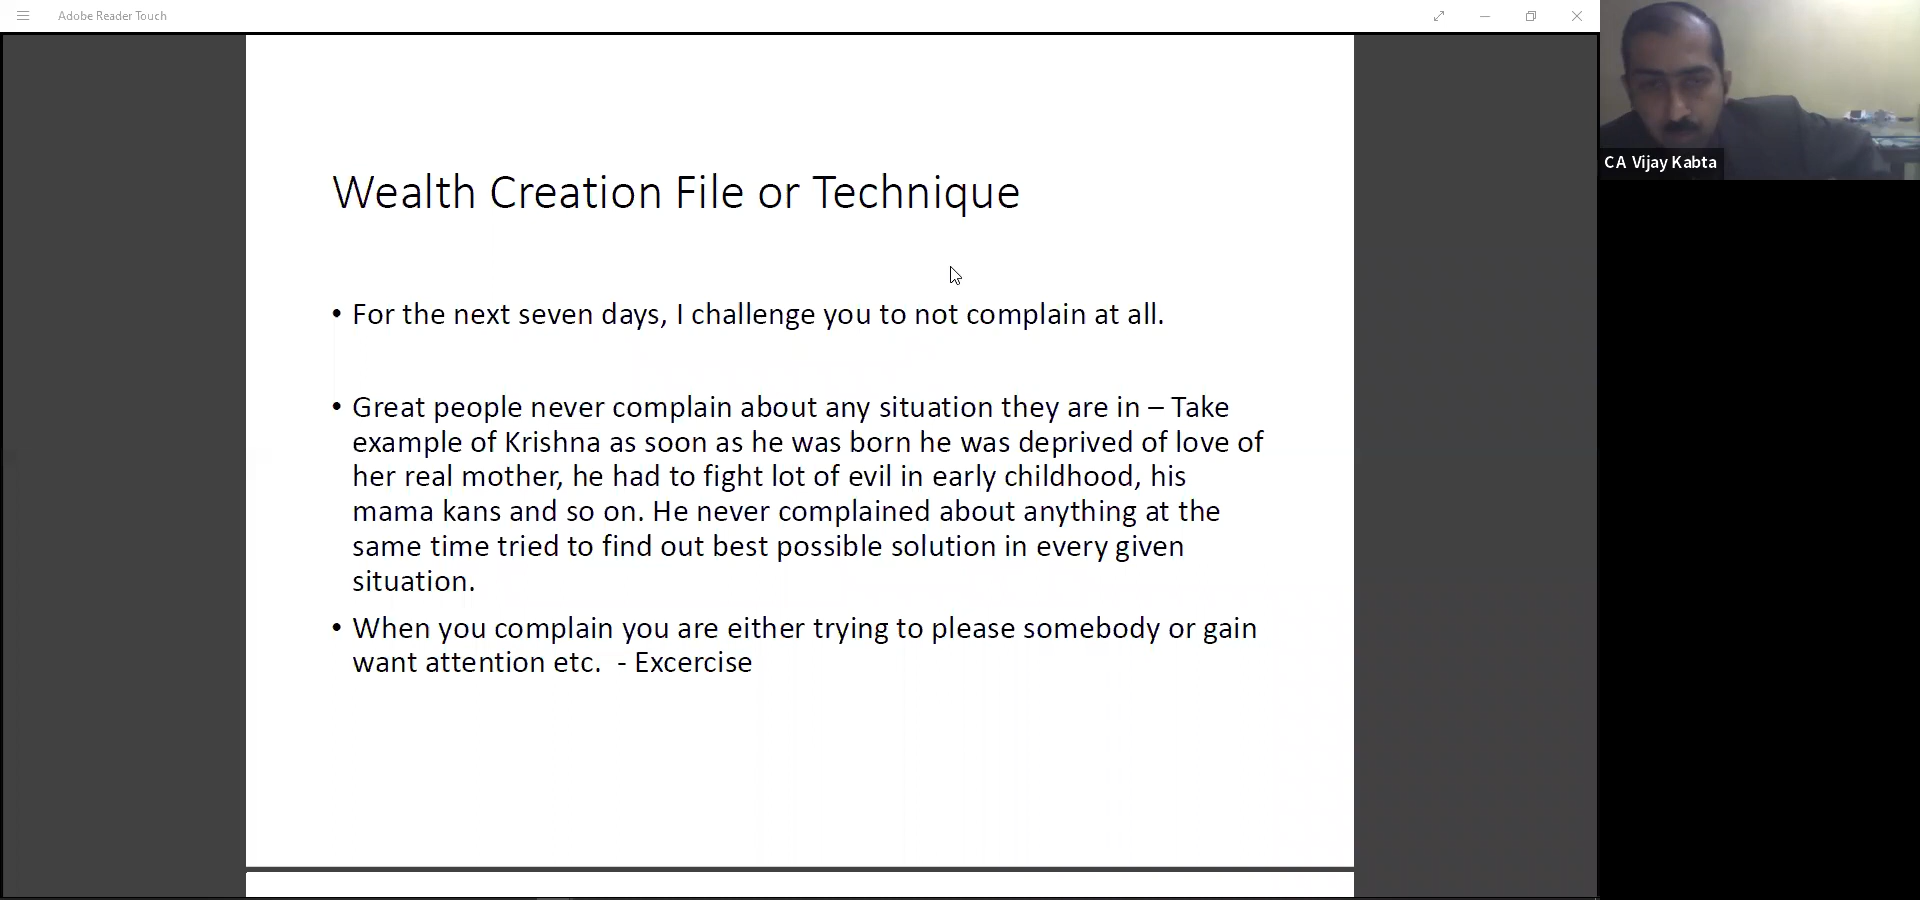 Adobe Reader Touch
CA Vijay Kabta
Wealth Creation File or Technique
• For the next seven days, I challenge you to not complain at all.
• Great people never complain about any situation they are in – Take
example of Krishna as soon as he was born he was deprived of love of
her real mother, he had to fight lot of evil in early childhood, his
mama kans and so on. He never complained about anything at the
same time tried to find out best possible solution in every given
situation.
• When you complain you are either trying to please somebody or gain
want attention etc.  - Excercise